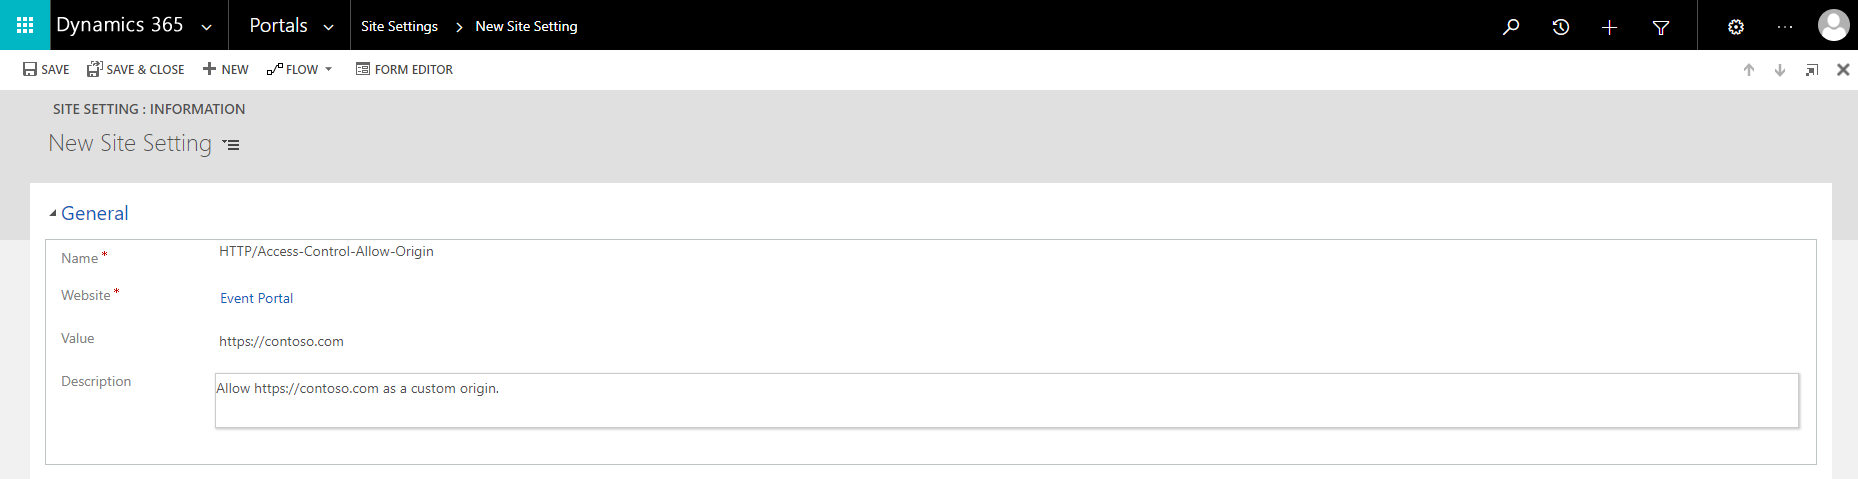 Dynamics 365 Portals Site Settings > New Site Setting
SAVE SAVE & CLOSE NEW FLOW FORM EDITOR
SITE SETTING : INFORMATION
New Site Setting
General
Name * HTTP/Access-Control-Allow-Origin
Website * Event Portal
Value https://contoso.com
Description Allow https://contoso.com as a custom origin.